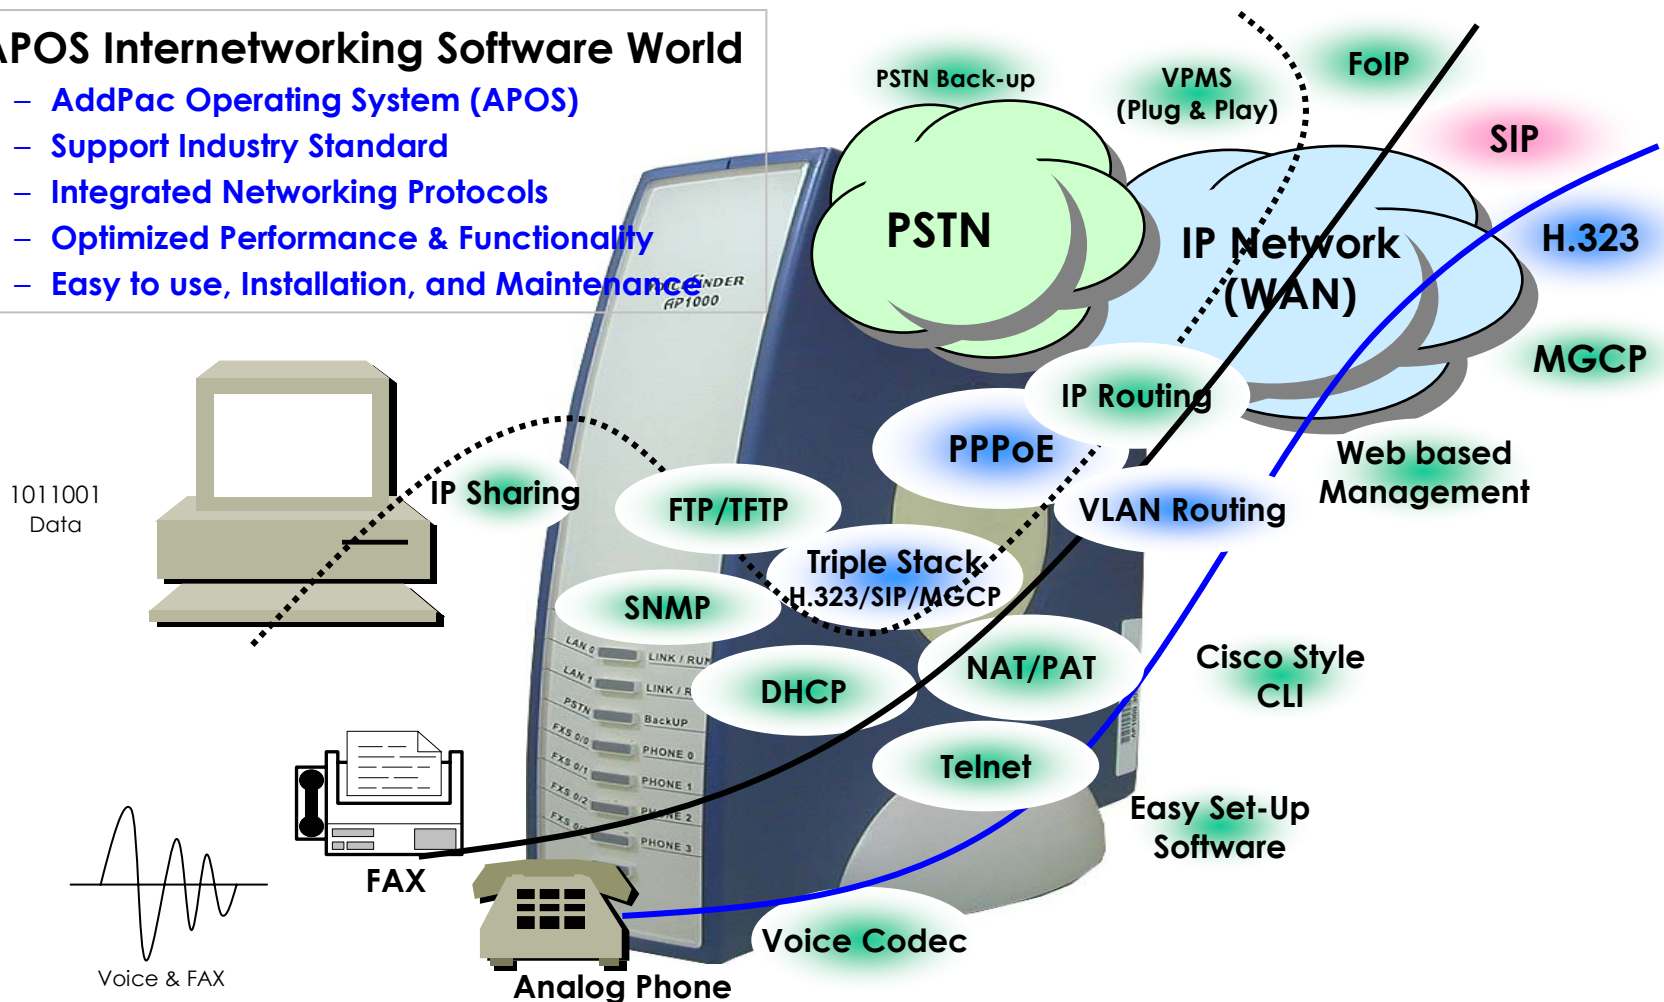 APOS Internetworking Software World
– AddPac Operating System (APOS)
– Support Industry Standard
– Integrated Networking Protocols
– Optimized Performance & Functionality
– Easy to use, Installation, and Maintenance
PSTN Back-up
VPMS
(Plug & Play)
FoIP
SIP
H.323
MGCP
PSTN
IP Network
(WAN)
AP1000
IP Routing
PPPoE
Web based
Management
1011001
Data
IP Sharing
FTP/TFTP
VLAN Routing
Triple Stack
H.323/SIP/MGCP
SNMP
LAN 0 LINK / RUN
LAN 1 LINK / R
PSTN BackUP
FXS 0/0 PHONE 0
FXS 0/1 PHONE 1
FXS 0/2 PHONE 2
PHONE 3
DHCP
NAT/PAT
Cisco Style
CLI
Telnet
Easy Set-Up
Software
FAX
Voice Codec
Voice & FAX
Analog Phone